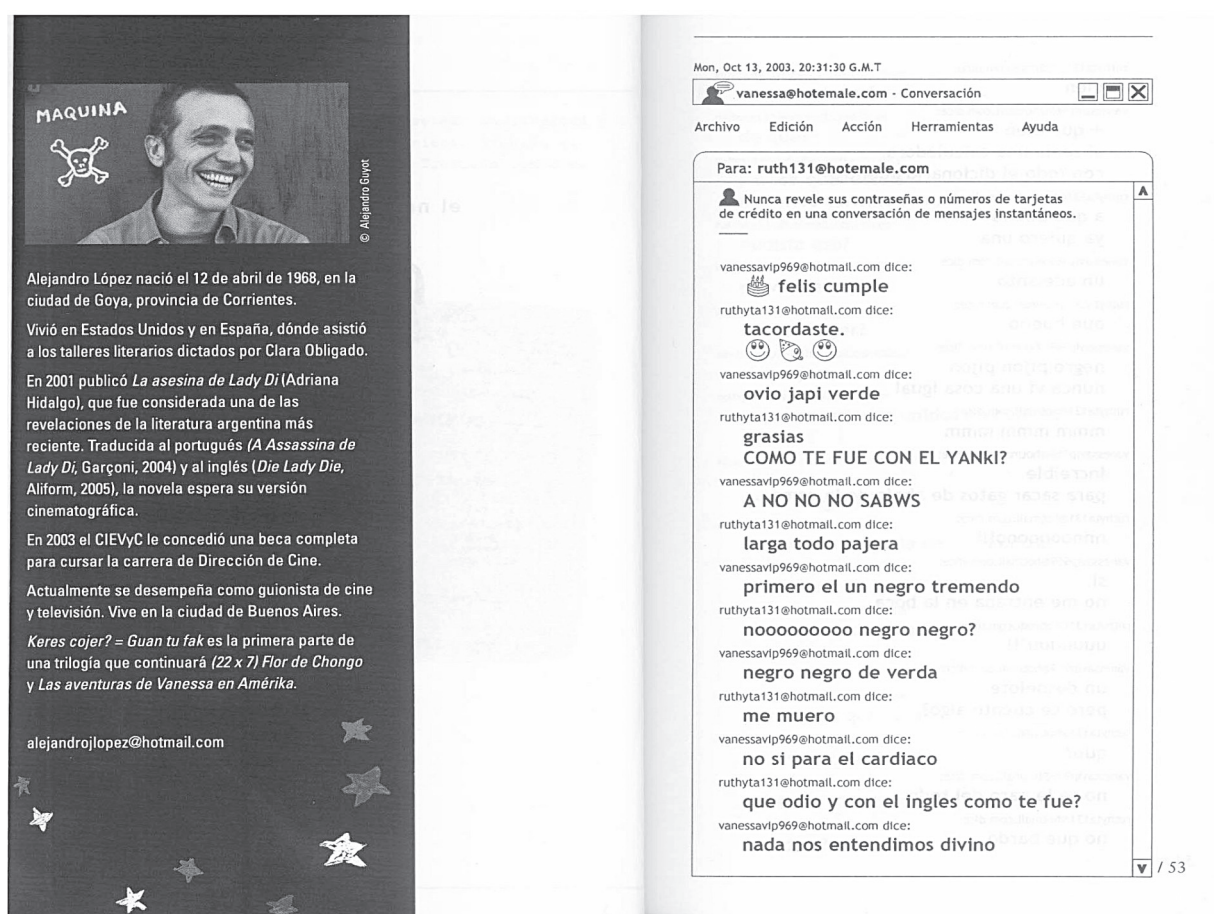 MAQUINA
© Alejandro Guyot
Alejandro López nació el 12 de abril de 1968, en la
ciudad de Goya, provincia de Corrientes.
Vivió en Estados Unidos y en España, dónde asistió
a los talleres literarios dictados por Clara Obligado.
En 2001 publicó La asesina de Lady Di (Adriana
Hidalgo), que fue considerada una de las
revelaciones de la literatura argentina más
reciente. Traducida al portugués (A Assassina de
Lady Di, Garçoni, 2004) y al inglés (Die Lady Die,
Aliform, 2005), la novela espera su versión
cinematográfica.
En 2003 el CIEVyC le concedió una beca completa
para cursar la carrera de Dirección de Cine.
Actualmente se desempeña como guionista de cine
y televisión. Vive en la ciudad de Buenos Aires.
Keres cojer? = Guan tu fak es la primera parte de
una trilogía que continuará (22 x 7) Flor de Chongo
y Las aventuras de Vanessa en Amérika.
alejandrojlopez@hotmail.com
Mon, Oct 13, 2003. 20:31:30 G.M.T
vanessa@hotemale.com - Conversación
Archivo Edición Acción Herramientas Ayuda
Para: ruth131@hotemale.com
Nunca revele sus contraseñas o números de tarjetas
de crédito en una conversación de mensajes instantáneos.
vanessavip969@hotmail.com dice:
felis cumple
ruthyta131@hotmail.com dice:
tacordaste.
vanessavip969@hotmail.com dice:
ovio japi verde
ruthyta131@hotmail.com dice:
grasias
COMO TE FUE CON EL YANkI?
vanessavip969@hotmail.com dice:
A NO NO NO SABWS
ruthyta131@hotmail.com dice:
larga todo pajera
vanessavip969@hotmail.com dice:
primero el un negro tremendo
ruthyta131@hotmail.com dice:
nooooooooo negro negro?
vanessavip969@hotmail.com dice:
negro negro de verda
ruthyta131@hotmail.com dice:
me muero
vanessavip969@hotmail.com dice:
no si para el cardiaco
ruthyta131@hotmail.com dice:
que odio y con el ingles como te fue?
vanessavip969@hotmail.com dice:
nada nos entendimos divino
/ 53